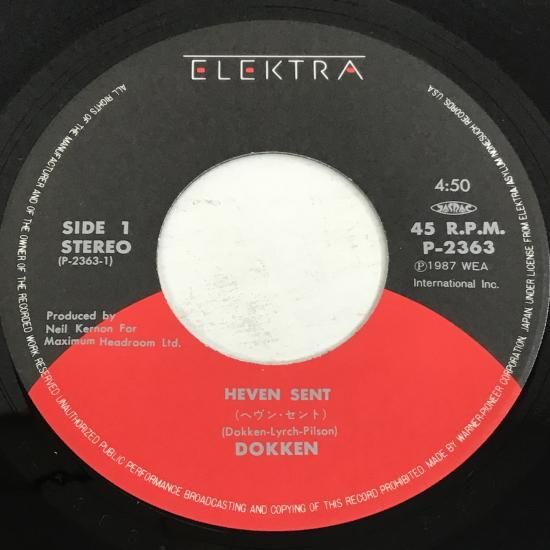 ELEKTRA
4:50
JASRAC
SIDE 1
STEREO
(P-2363-1)
45 R.P.M.
P-2363
Ⓟ1987 WEA
International Inc.
Produced by
Neil Kernon For
Maximum Headroom Ltd.
HEVEN SENT
(ヘヴン・セント)
(Dokken-Lyrch-Pilson)
DOKKEN
ALL RIGHTS OF THE MANUFACTURER AND OF THE OWNER OF THE RECORDED WORK RESERVED UNAUTHORIZED PUBLIC PERFORMANCE BROADCASTING AND COPYING OF THIS RECORD PROHIBITED. MADE BY WARNER-PIONEER CORPORATION, JAPAN, UNDER LICENSE FROM ELEKTRA/ASYLUM/NONESUCH RECORDS, U.S.A.